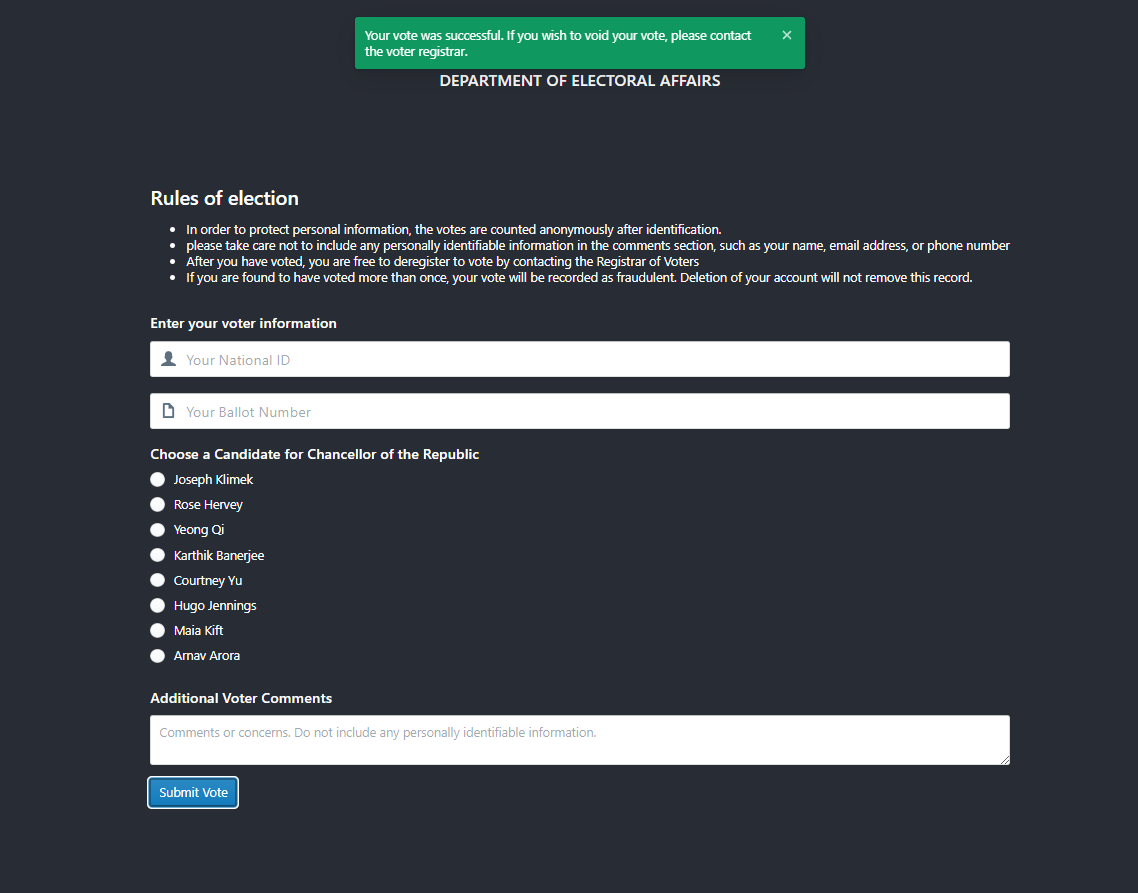 Your vote was successful. If you wish to void your vote, please contact
the voter registrar.
DEPARTMENT OF ELECTORAL AFFAIRS
Rules of election
In order to protect personal information, the votes are counted anonymously after identification.
please take care not to include any personally identifiable information in the comments section, such as your name, email address, or phone number
After you have voted, you are free to deregister to vote by contacting the Registrar of Voters
If you are found to have voted more than once, your vote will be recorded as fraudulent. Deletion of your account will not remove this record.
Enter your voter information
Your National ID
Your Ballot Number
Choose a Candidate for Chancellor of the Republic
Joseph Klimek
Rose Hervey
Yeong Qi
Karthik Banerjee
Courtney Yu
Hugo Jennings
Maia Kift
Arnav Arora
Additional Voter Comments
Comments or concerns. Do not include any personally identifiable information.
Submit Vote